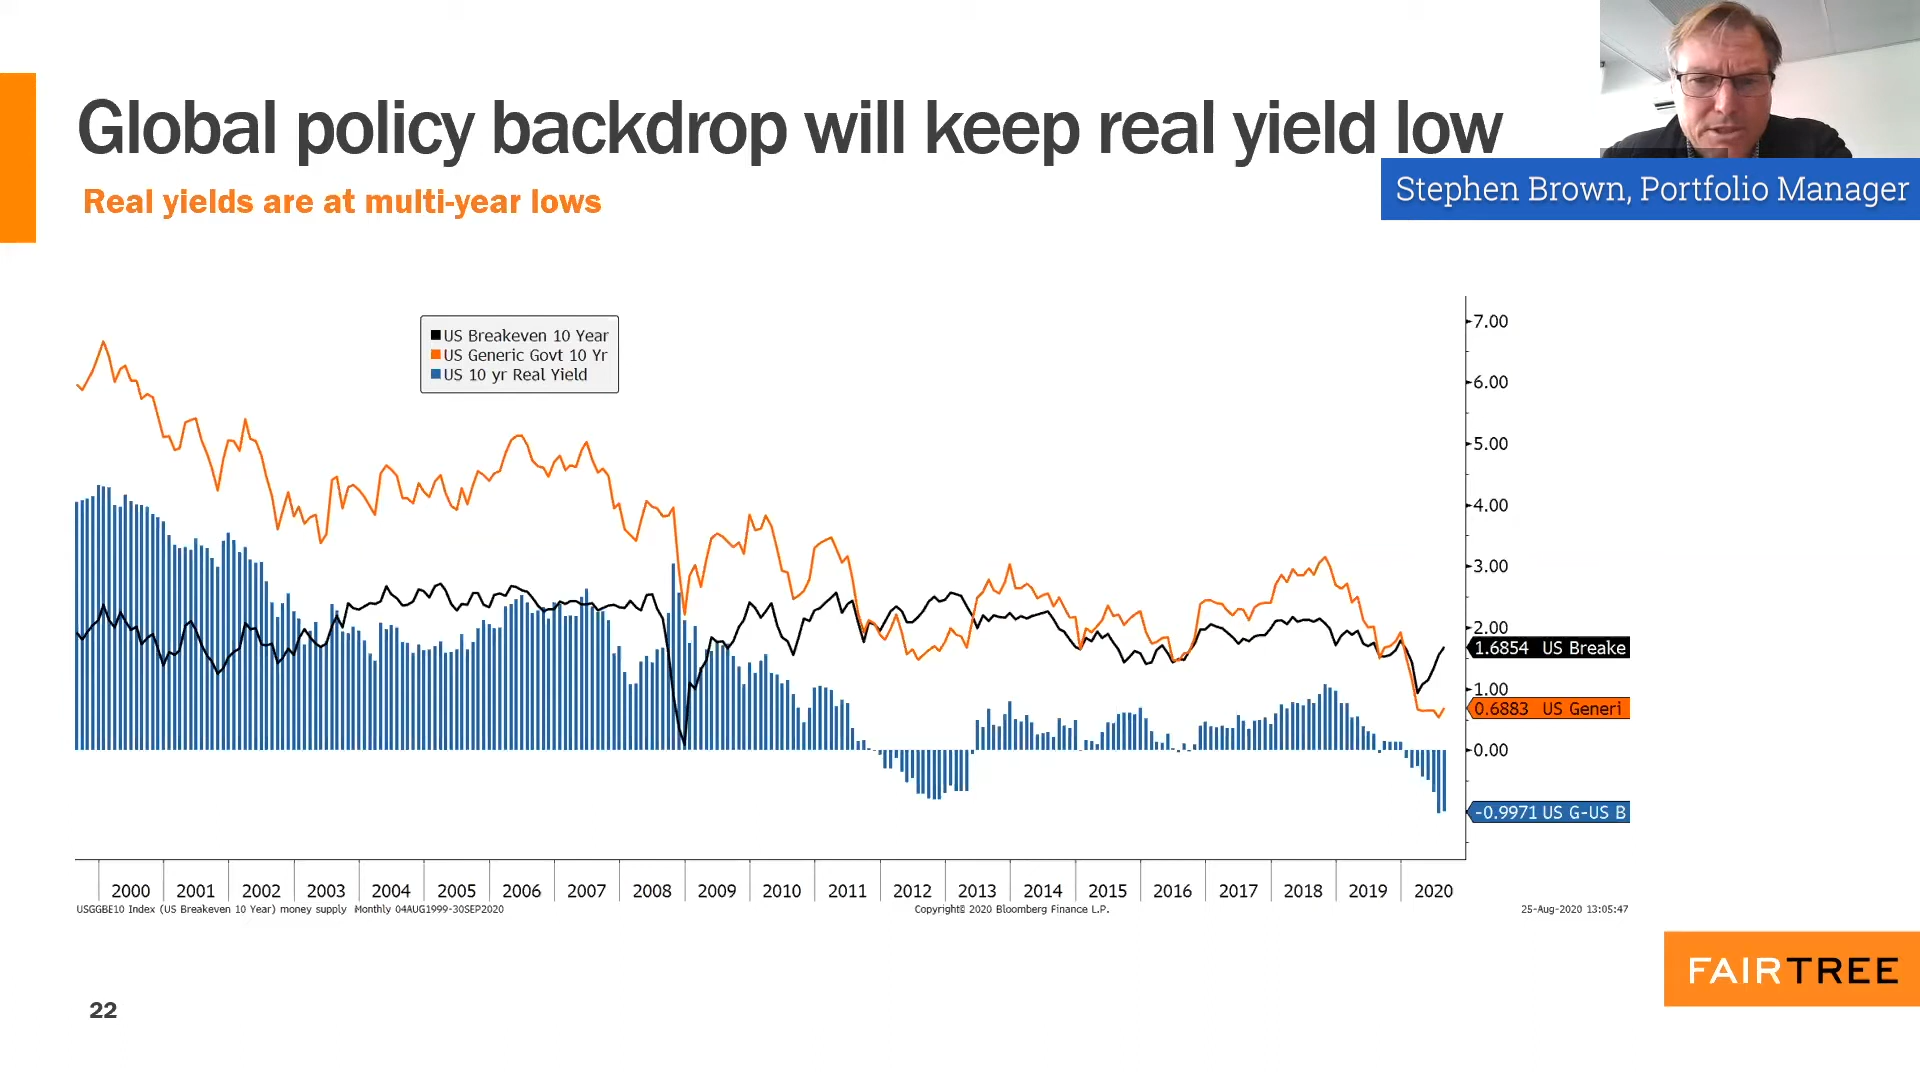 Global policy backdrop will keep real yield low
Real yields are at multi-year lows
Stephen Brown, Portfolio Manager
US Breakeven 10 Year
US Generic Govt 10 Yr
US 10 yr Real Yield
7.00
6.00
5.00
4.00
3.00
2.00
1.6854 US Breake
1.00
0.6883 US Generi
0.00
-0.9971 US G-US B
2000 2001 2002 2003 2004 2005 2006 2007 2008 2009 2010 2011 2012 2013 2014 2015 2016 2017 2018 2019 2020
USGGBE10 Index (US Breakeven 10 Year) money supply Monthly 04AUG1999-30SEP2020 Copyright© 2020 Bloomberg Finance L.P. 25-Aug-2020 13:05:47
FAIRTREE
22